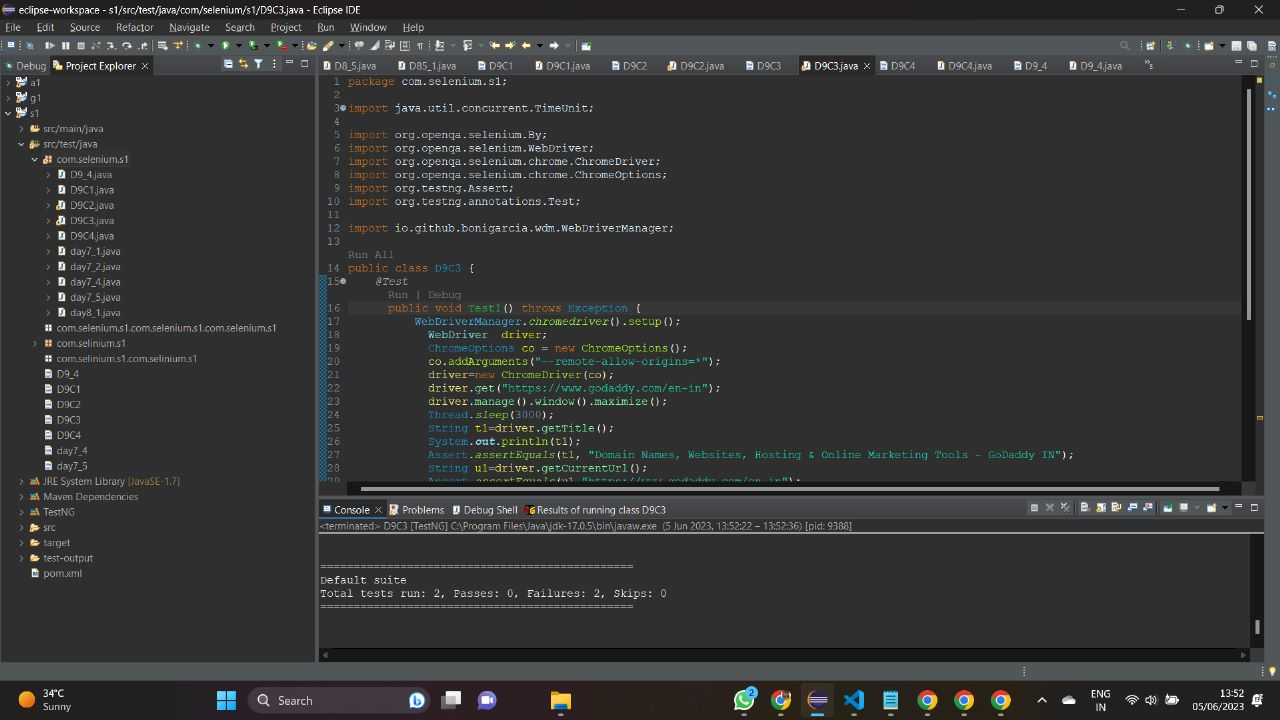 eclipse-workspace - s1/src/test/java/com/selenium/s1/D9C3.java - Eclipse IDE
File Edit Source Refactor Navigate Search Project Run Window Help
Debug Project Explorer
D8_5.java D85_1.java D9C1 D9C1.java D9C2 D9C2.java D9C3 D9C3.java D9C4 D9C4.java D9_4 D9_4.java
a1
g1
s1
src/main/java
src/test/java
com.selenium.s1
D9_4.java
D9C1.java
D9C2.java
D9C3.java
D9C4.java
day7_1.java
day7_2.java
day7_4.java
day7_5.java
day8_1.java
com.selenium.s1.com.selenium.s1.com.selenium.s1
com.selinium.s1
com.selinium.s1.com.selinium.s1
D9_4
D9C1
D9C2
D9C3
D9C4
day7_4
day7_5
JRE System Library [JavaSE-1.7]
Maven Dependencies
TestNG
src
target
test-output
pom.xml
1 package com.selenium.s1;
2
3 import java.util.concurrent.TimeUnit;
4
5 import org.openqa.selenium.By;
6 import org.openqa.selenium.WebDriver;
7 import org.openqa.selenium.chrome.ChromeDriver;
8 import org.openqa.selenium.chrome.ChromeOptions;
9 import org.testng.Assert;
10 import org.testng.annotations.Test;
11
12 import io.github.bonigarcia.wdm.WebDriverManager;
13
Run All
14 public class D9C3 {
15 @Test
Run | Debug
16 public void Test1() throws Exception {
17 WebDriverManager.chromedriver().setup();
18 WebDriver driver;
19 ChromeOptions co = new ChromeOptions();
20 co.addArguments("--remote-allow-origins=*");
21 driver=new ChromeDriver(co);
22 driver.get("https://www.godaddy.com/en-in");
23 driver.manage().window().maximize();
24 Thread.sleep(3000);
25 String t1=driver.getTitle();
26 System.out.println(t1);
27 Assert.assertEquals(t1, "Domain Names, Websites, Hosting & Online Marketing Tools - GoDaddy IN");
28 String u1=driver.getCurrentUrl();
29 Assert.assertEquals(u1,"https://www.godaddy.com/en-in");
Console Problems Debug Shell Results of running class D9C3
<terminated> D9C3 [TestNG] C:\Program Files\Java\jdk-17.0.5\bin\javaw.exe (5 Jun 2023, 13:52:22 – 13:52:36) [pid: 9388]
===============================================
Default suite
Total tests run: 2, Passes: 0, Failures: 2, Skips: 0
===============================================
34°C
Sunny
Search
2
ENG
IN
13:52
05/06/2023